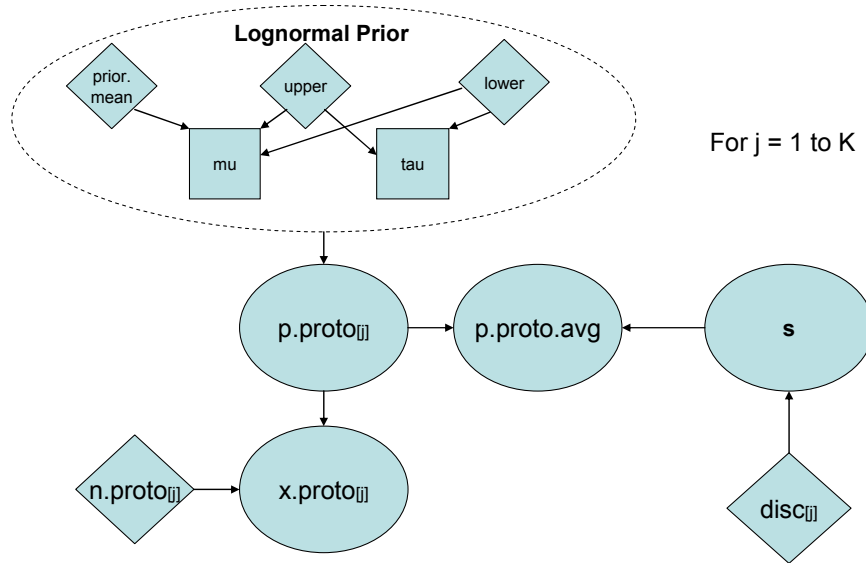 Lognormal Prior
prior.
mean
upper
lower
mu
tau
For j = 1 to K
p.proto[j]
p.proto.avg
s
n.proto[j]
x.proto[j]
disc[j]